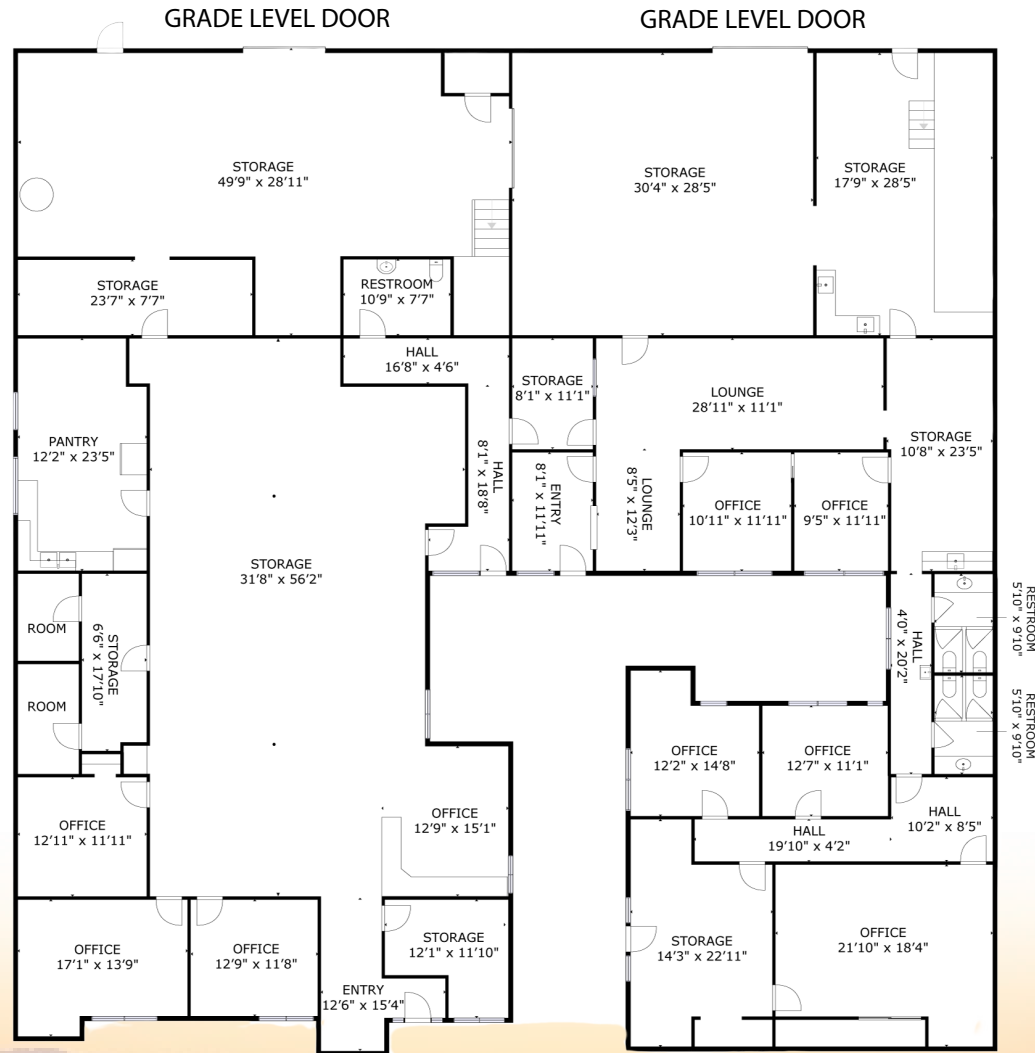 GRADE LEVEL DOOR
GRADE LEVEL DOOR
STORAGE
49'9" x 28'11"
STORAGE
30'4" x 28'5"
STORAGE
17'9" x 28'5"
STORAGE
23'7" x 7'7"
RESTROOM
10'9" x 7'7"
HALL
16'8" x 4'6"
STORAGE
8'1" x 11'1"
LOUNGE
28'11" x 11'1"
STORAGE
10'8" x 23'5"
PANTRY
12'2" x 23'5"
HALL
8'1" x 18'8"
ENTRY
8'1" x 11'11"
LOUNGE
8'5" x 12'3"
OFFICE
10'11" x 11'11"
OFFICE
9'5" x 11'11"
STORAGE
31'8" x 56'2"
ROOM
STORAGE
6'6" x 17'10"
ROOM
HALL
4'0" x 20'2"
RESTROOM
5'10" x 9'10"
RESTROOM
5'10" x 9'10"
OFFICE
12'2" x 14'8"
OFFICE
12'7" x 11'1"
OFFICE
12'11" x 11'11"
OFFICE
12'9" x 15'1"
HALL
10'2" x 8'5"
HALL
19'10" x 4'2"
OFFICE
17'1" x 13'9"
OFFICE
12'9" x 11'8"
STORAGE
12'1" x 11'10"
STORAGE
14'3" x 22'11"
OFFICE
21'10" x 18'4"
ENTRY
12'6" x 15'4"